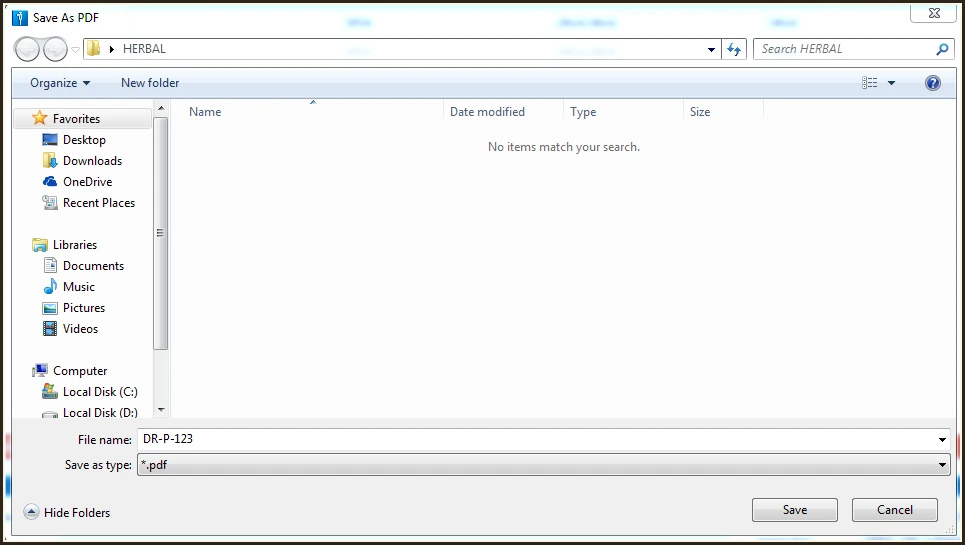 Save As PDF
HERBAL
Search HERBAL
Organize
New folder
Name
Date modified
Type
Size
No items match your search.
Favorites
Desktop
Downloads
OneDrive
Recent Places
Libraries
Documents
Music
Pictures
Videos
Computer
Local Disk (C:)
Local Disk (D:)
File name: DR-P-123
Save as type: *.pdf
Hide Folders
Save
Cancel